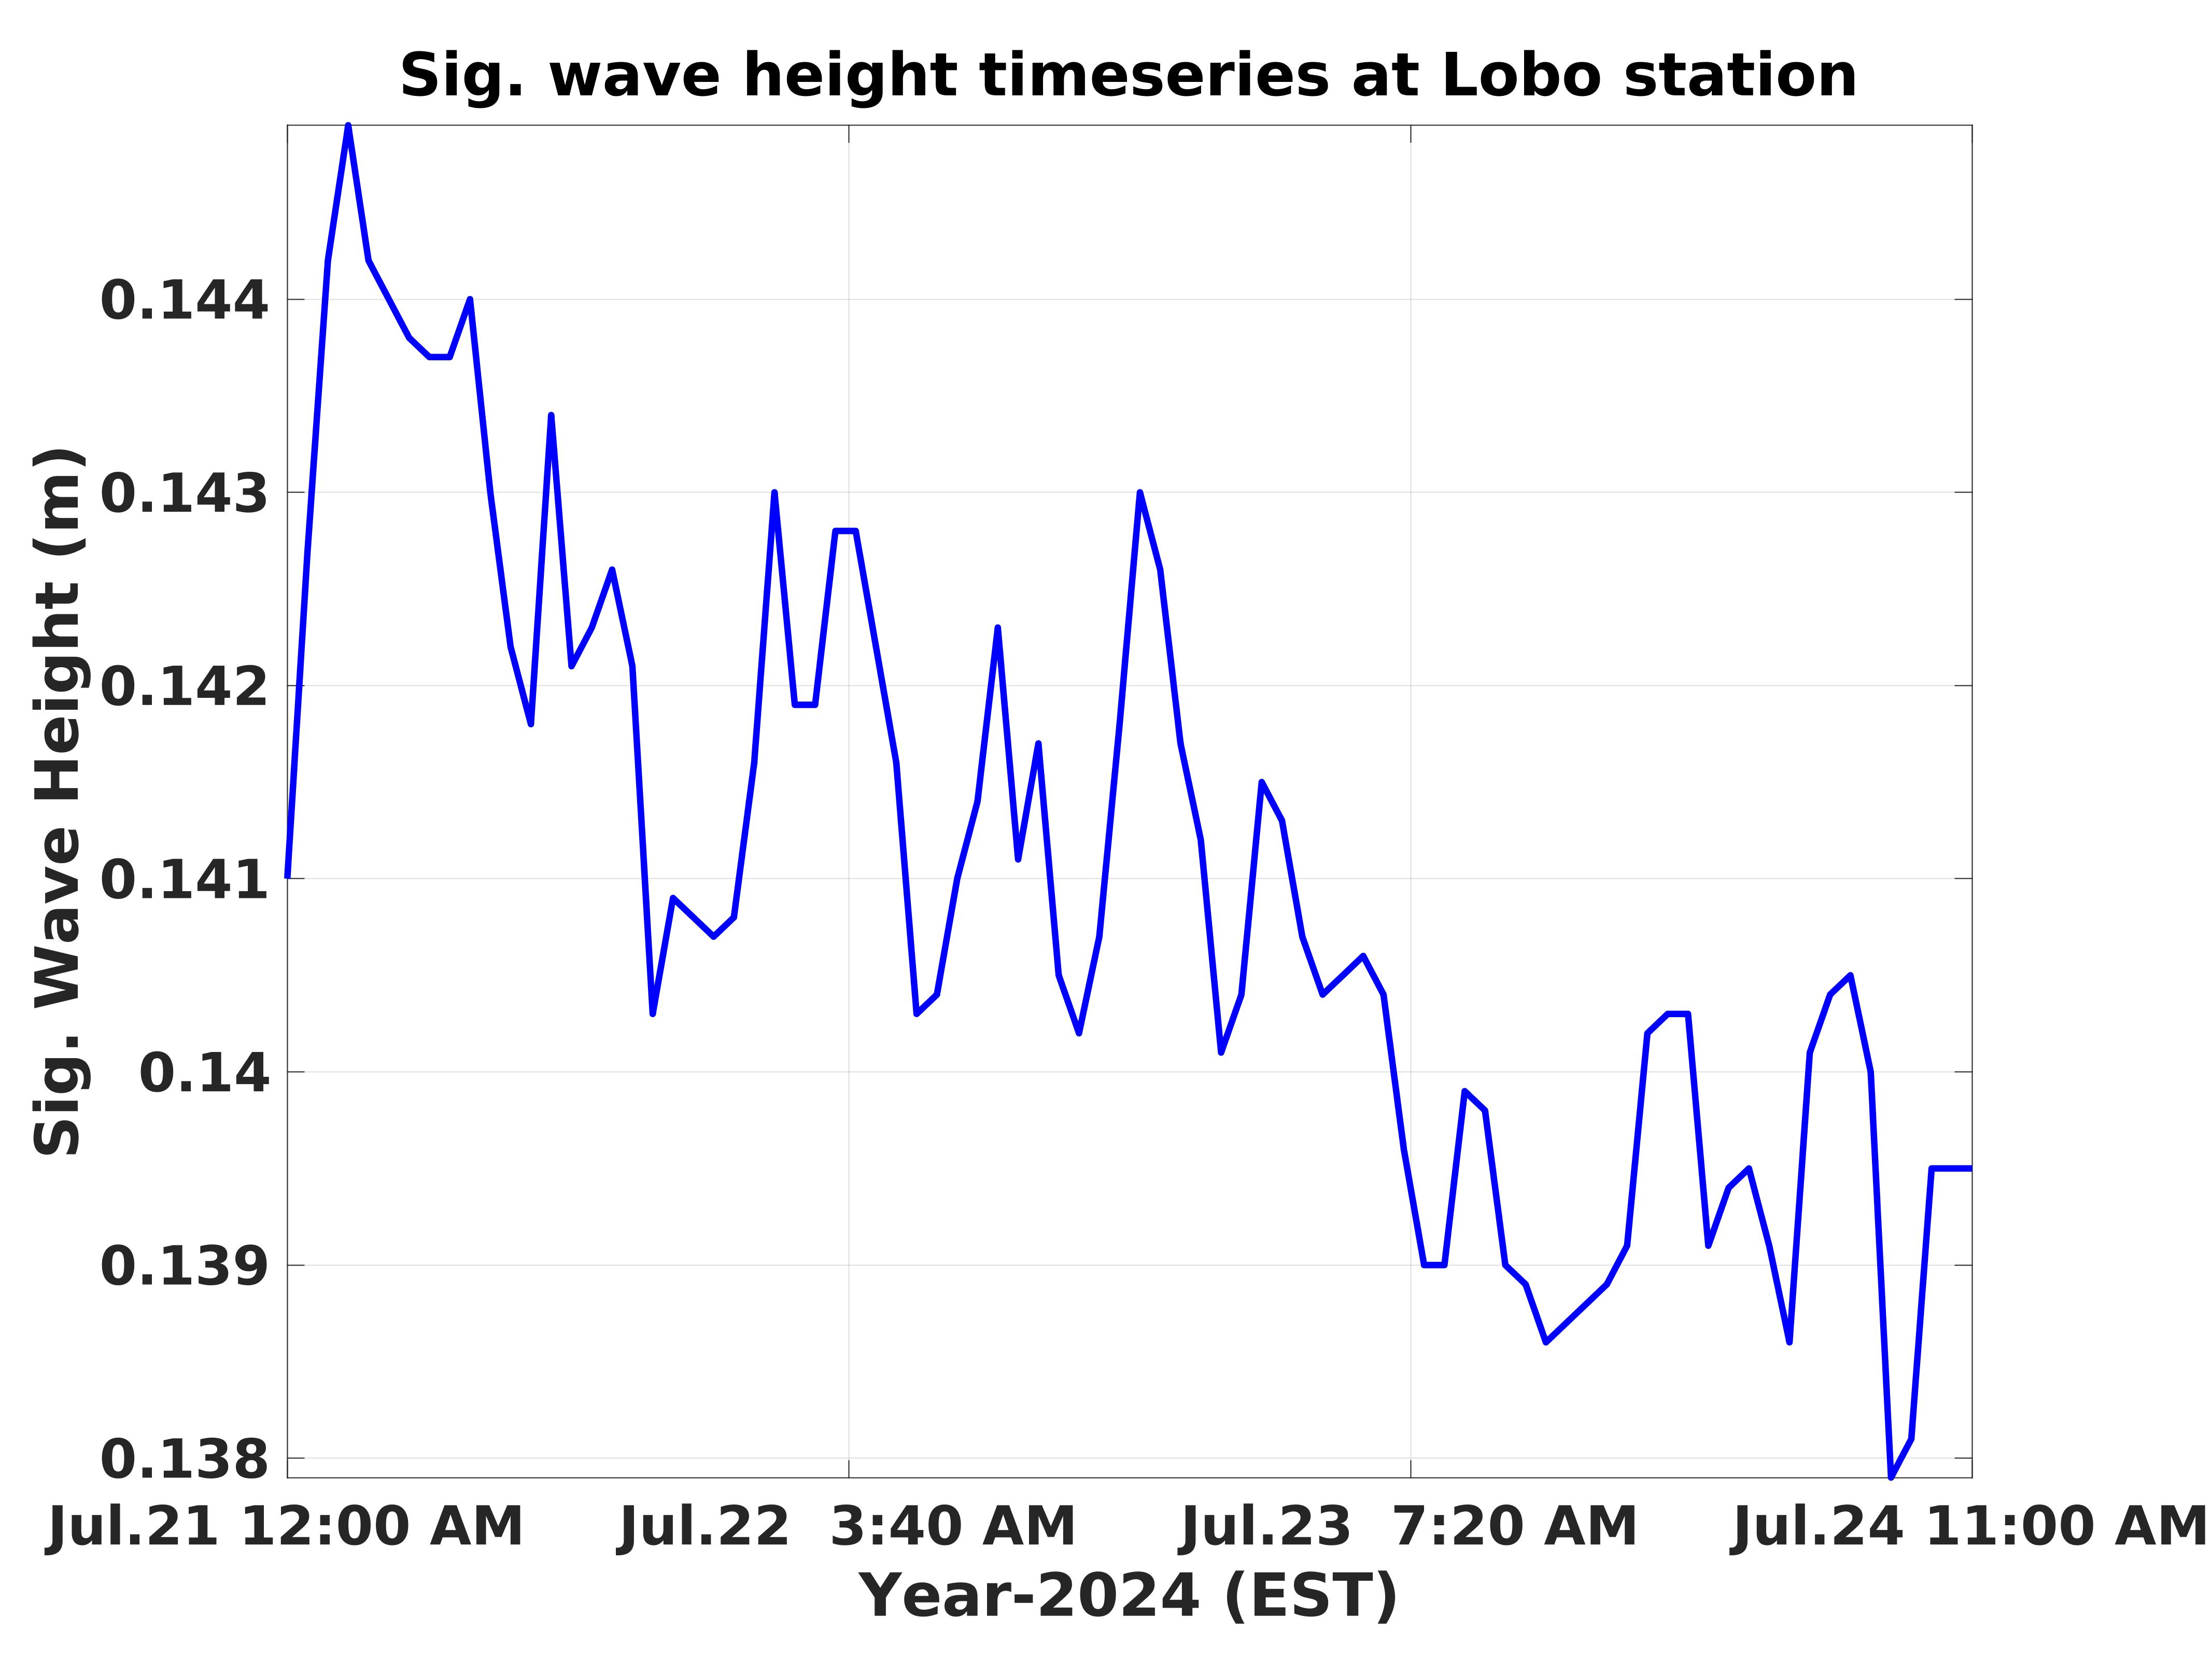 Sig. wave height timeseries at Lobo station
Sig. Wave Height (m)
0.144
0.143
0.142
0.141
0.14
0.139
0.138
Jul.21 12:00 AM
Jul.22 3:40 AM
Jul.23 7:20 AM
Jul.24 11:00 AM
Year-2024 (EST)